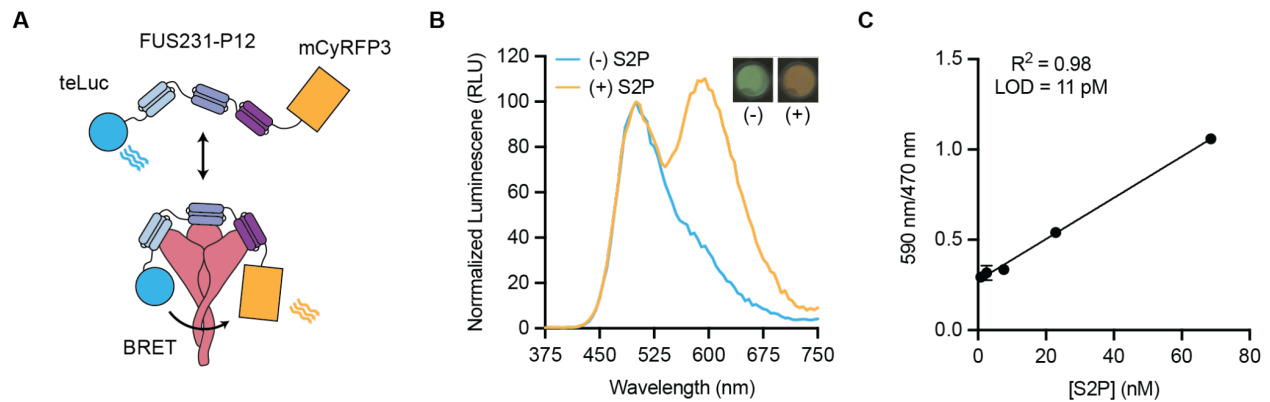 A
FUS231-P12
mCyRFP3
teLuc
BRET
B
Normalized Luminescene (RLU)
120
100
80
60
40
20
0
375
450
525
600
675
750
Wavelength (nm)
(-) S2P
(+) S2P
(-)
(+)
C
590 nm/470 nm
1.5
1.0
0.5
0.0
0
20
40
60
80
[S2P] (nM)
R² = 0.98
LOD = 11 pM